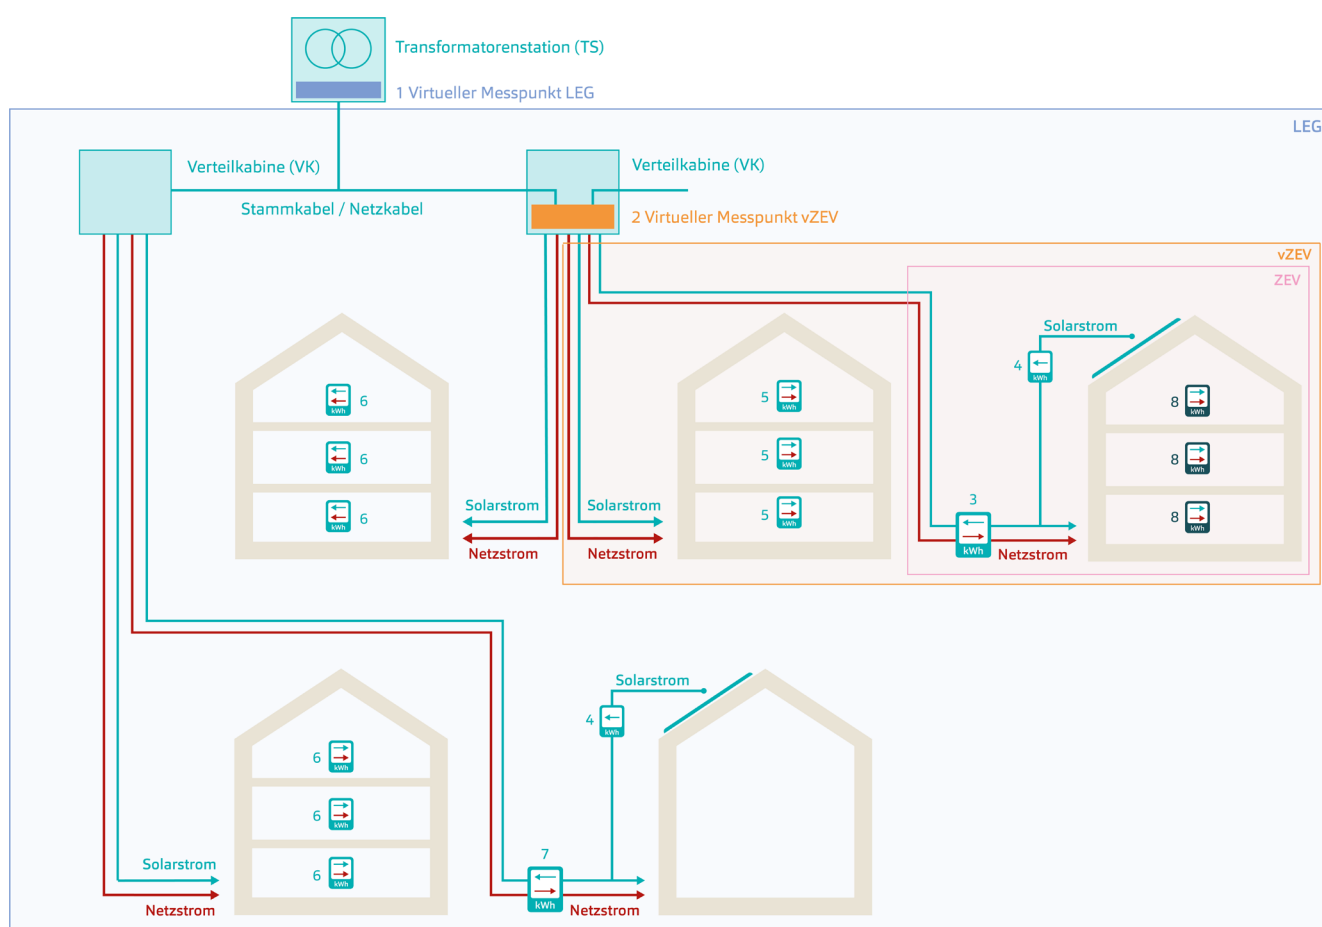 Transformatorenstation (TS)
1 Virtueller Messpunkt LEG
LEG
Verteilkabine (VK)
Verteilkabine (VK)
Stammkabel / Netzkabel
2 Virtueller Messpunkt vZEV
vZEV
ZEV
Solarstrom
4
kWh
kWh
6
5
kWh
8
kWh
kWh
6
5
kWh
8
kWh
3
Solarstrom
Solarstrom
kWh
6
5
kWh
8
kWh
kWh
Netzstrom
Netzstrom
Netzstrom
Solarstrom
4
kWh
6
kWh
6
kWh
7
Solarstrom
6
kWh
kWh
Netzstrom
Netzstrom